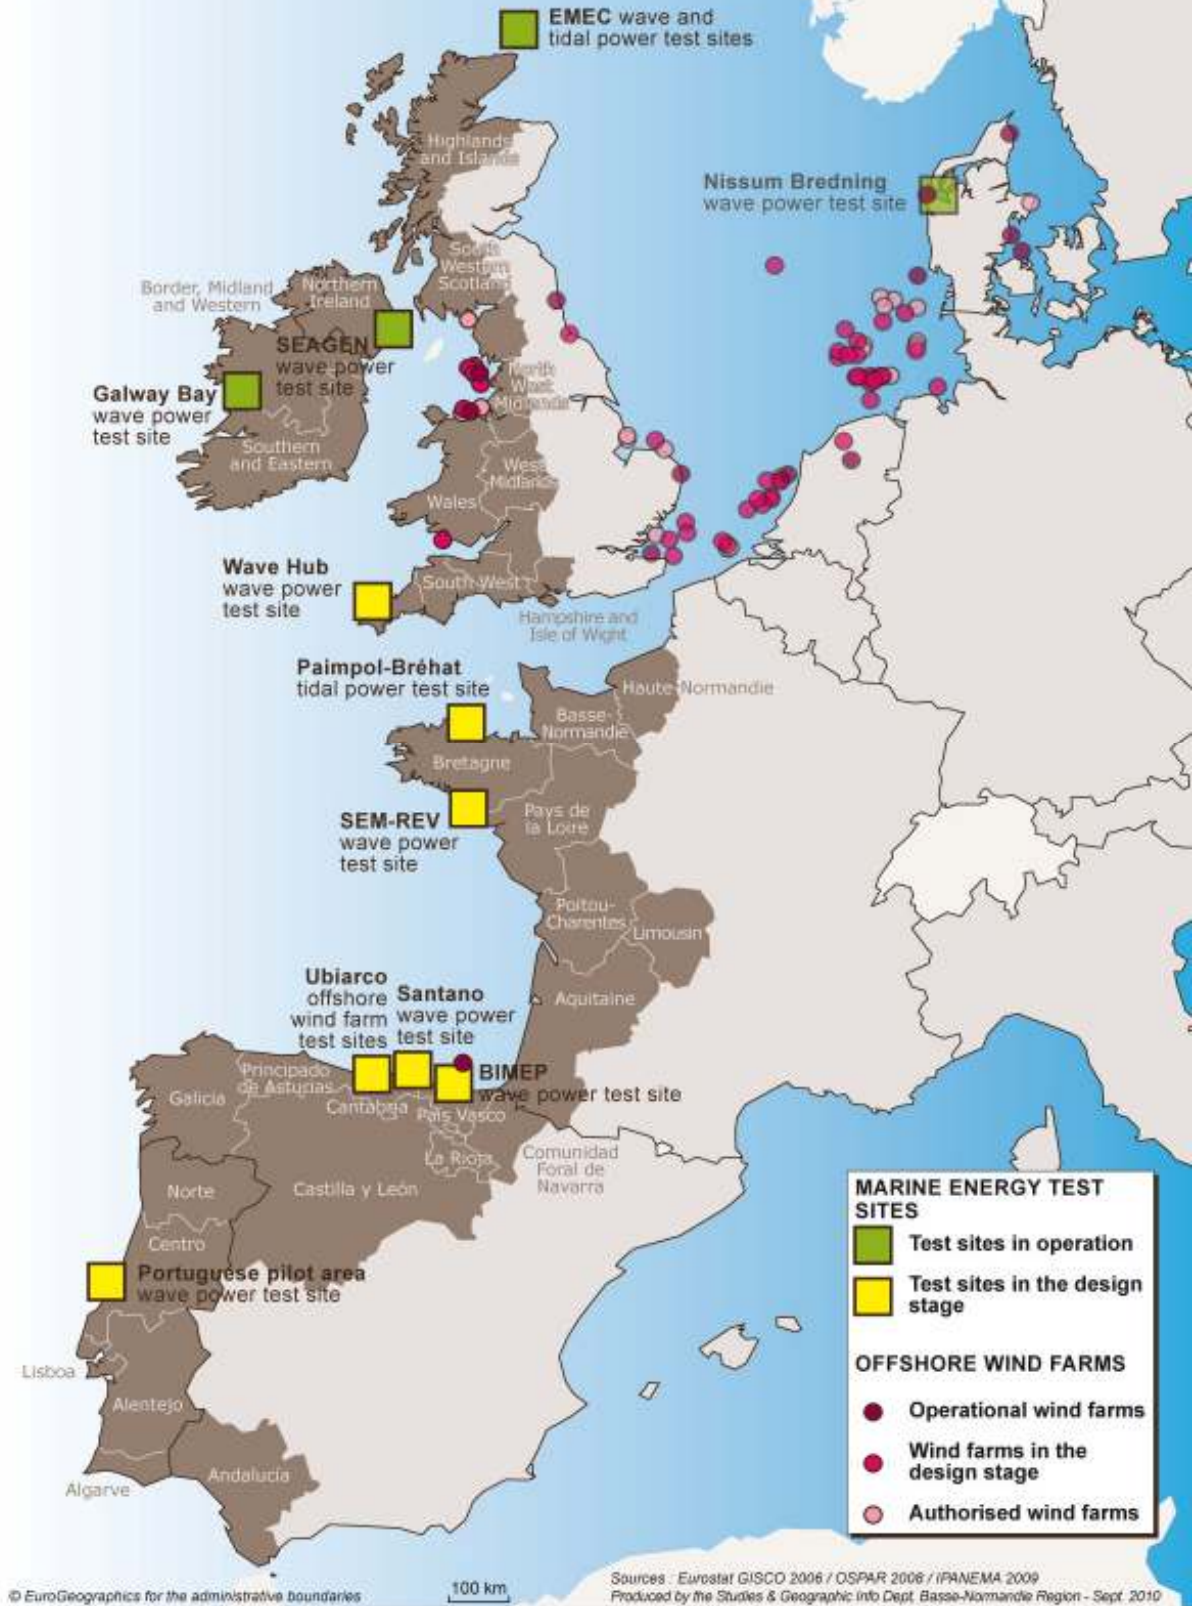 EMEC wave and
tidal power test sites
Highlands
and Islands
Nissum Bredning
wave power test site
South
Western
Scotland
Border, Midland
and Western
Northern
Ireland
SEAGEN
wave power
test site
North
West
Midlands
Galway Bay
wave power
test site
Southern
and Eastern
West
Midlands
Wales
Wave Hub
wave power
test site
South-West
Hampshire and
Isle of Wight
Paimpol-Bréhat
tidal power test site
Haute-Normandie
Basse-
Normandie
Bretagne
SEM-REV
wave power
test site
Pays de
la Loire
Poitou-
Charentes
Limousin
Ubiarco
offshore
wind farm
test sites
Santano
wave power
test site
Aquitaine
BIMEP
wave power test site
Galicia
Principado
de Asturias
Cantabria
País Vasco
La Rioja
Comunidad
Foral de
Navarra
Castilla y León
Norte
Centro
Portuguese pilot area
wave power test site
Lisboa
Alentejo
Algarve
Andalucía
MARINE ENERGY TEST
SITES
Test sites in operation
Test sites in the design
stage
OFFSHORE WIND FARMS
Operational wind farms
Wind farms in the
design stage
Authorised wind farms
© EuroGeographics for the administrative boundaries
100 km
Sources : Eurostat GISCO 2006 / OSPAR 2008 / IPANEMA 2009
Produced by the Studies & Geographic Info Dept. Basse-Normandie Region - Sept. 2010